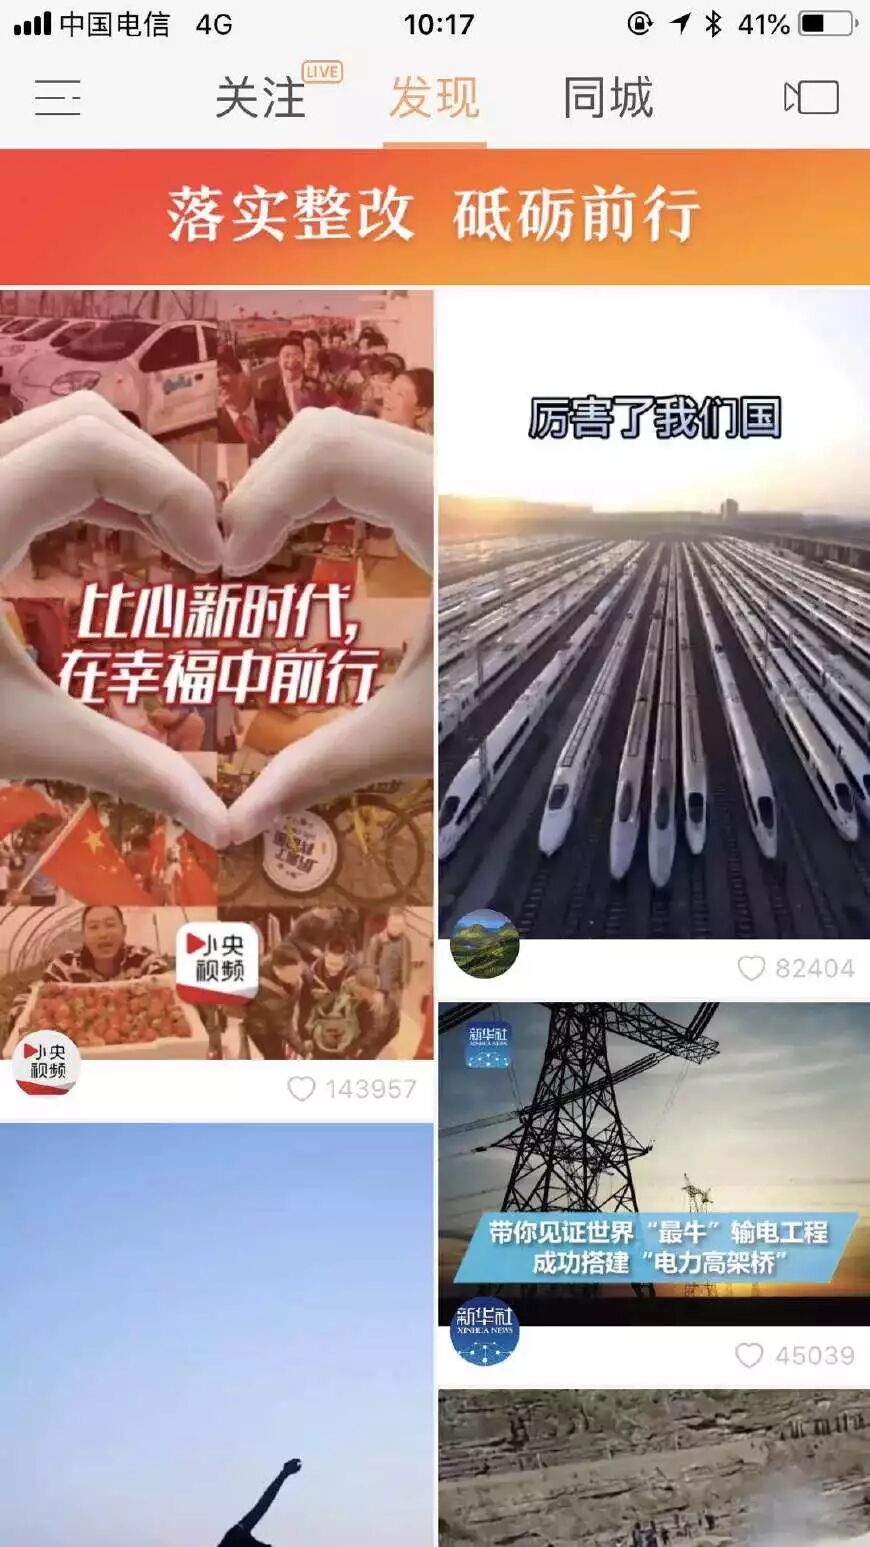 中国电信 4G 10:17 41%
关注 LIVE 发现 同城
落实整改 砥砺前行
厉害了我们国
比心新时代,
在幸福中前行
小央
视频
小央
视频
143957
82404
新华社
XINHUA NEWS
带你见证世界“最牛”输电工程
成功搭建“电力高架桥”
新华社
XINHUA NEWS
45039